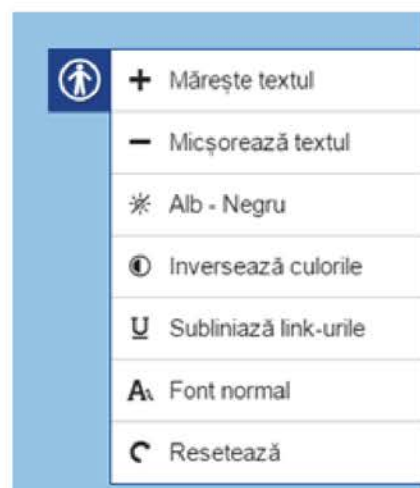 Mărește textul
Micșorează textul
Alb - Negru
Inversează culorile
Subliniază link-urile
Font normal
Resetează